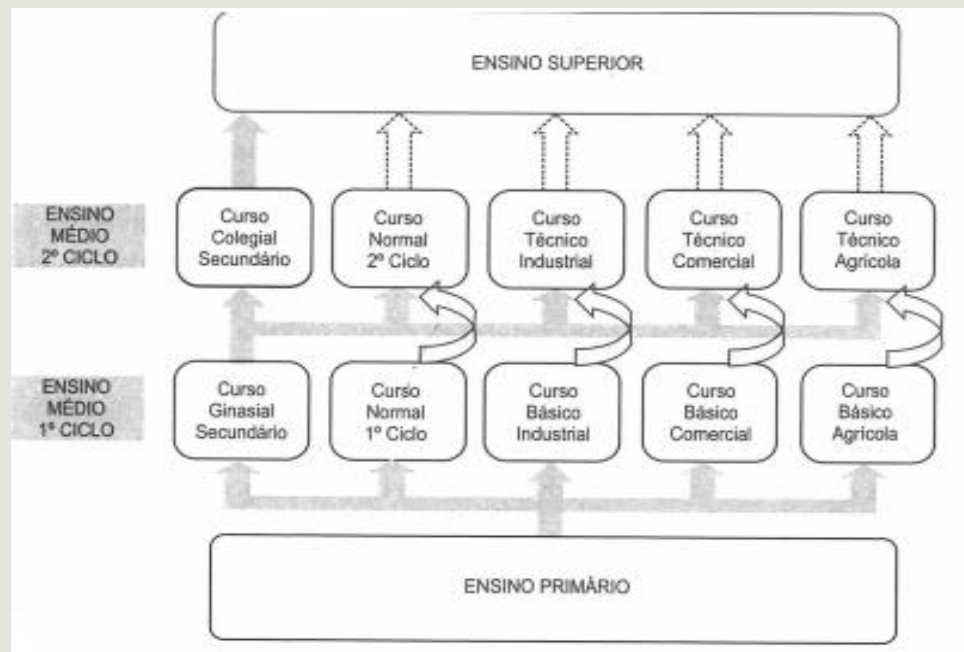 ENSINO SUPERIOR
ENSINO
MÉDIO
2º CICLO
Curso
Colegial
Secundário
Curso
Normal
2º Ciclo
Curso
Técnico
Industrial
Curso
Técnico
Comercial
Curso
Técnico
Agrícola
ENSINO
MÉDIO
1º CICLO
Curso
Ginasial
Secundário
Curso
Normal
1º Ciclo
Curso
Básico
Industrial
Curso
Básico
Comercial
Curso
Básico
Agrícola
ENSINO PRIMÁRIO